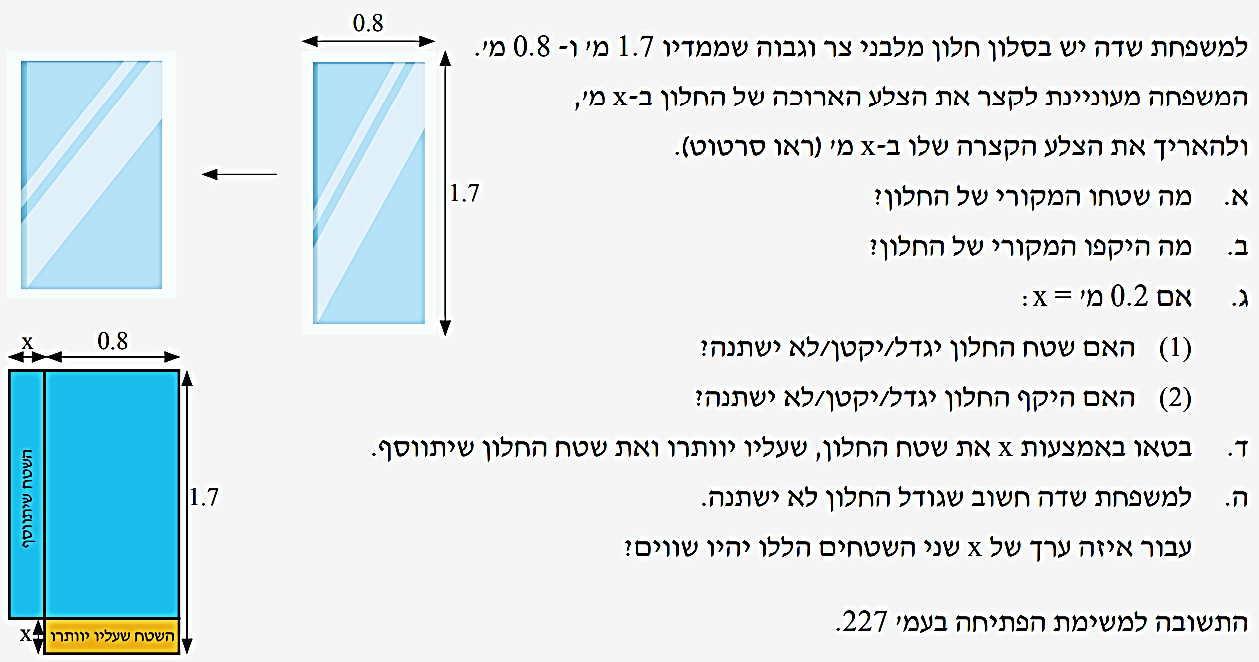 למשפחת שדה יש בסלון חלון מלבני צר וגבוה שממדיו 1.7 מ' ו- 0.8 מ'.
המשפחה מעוניינת לקצר את הצלע הארוכה של החלון ב-x מ',
ולהאריך את הצלע הקצרה שלו ב-x מ' (ראו סרטוט).
א. מה שטחו המקורי של החלון?
ב. מה היקפו המקורי של החלון?
ג. אם 0.2 מ' = x:
(1) האם שטח החלון יגדל/יקטן/לא ישתנה?
(2) האם היקף החלון יגדל/יקטן/לא ישתנה?
ד. בטאו באמצעות x את שטח החלון, שעליו יוותרו ואת שטח החלון שיתווסף.
ה. למשפחת שדה חשוב שגודל החלון לא ישתנה.
עבור איזה ערך של x שני השטחים הללו יהיו שווים?
התשובה למשימת הפתיחה בעמ' 227.
0.8
1.7
x
0.8
1.7
השטח שיתווסף
x
השטח שעליו יוותרו